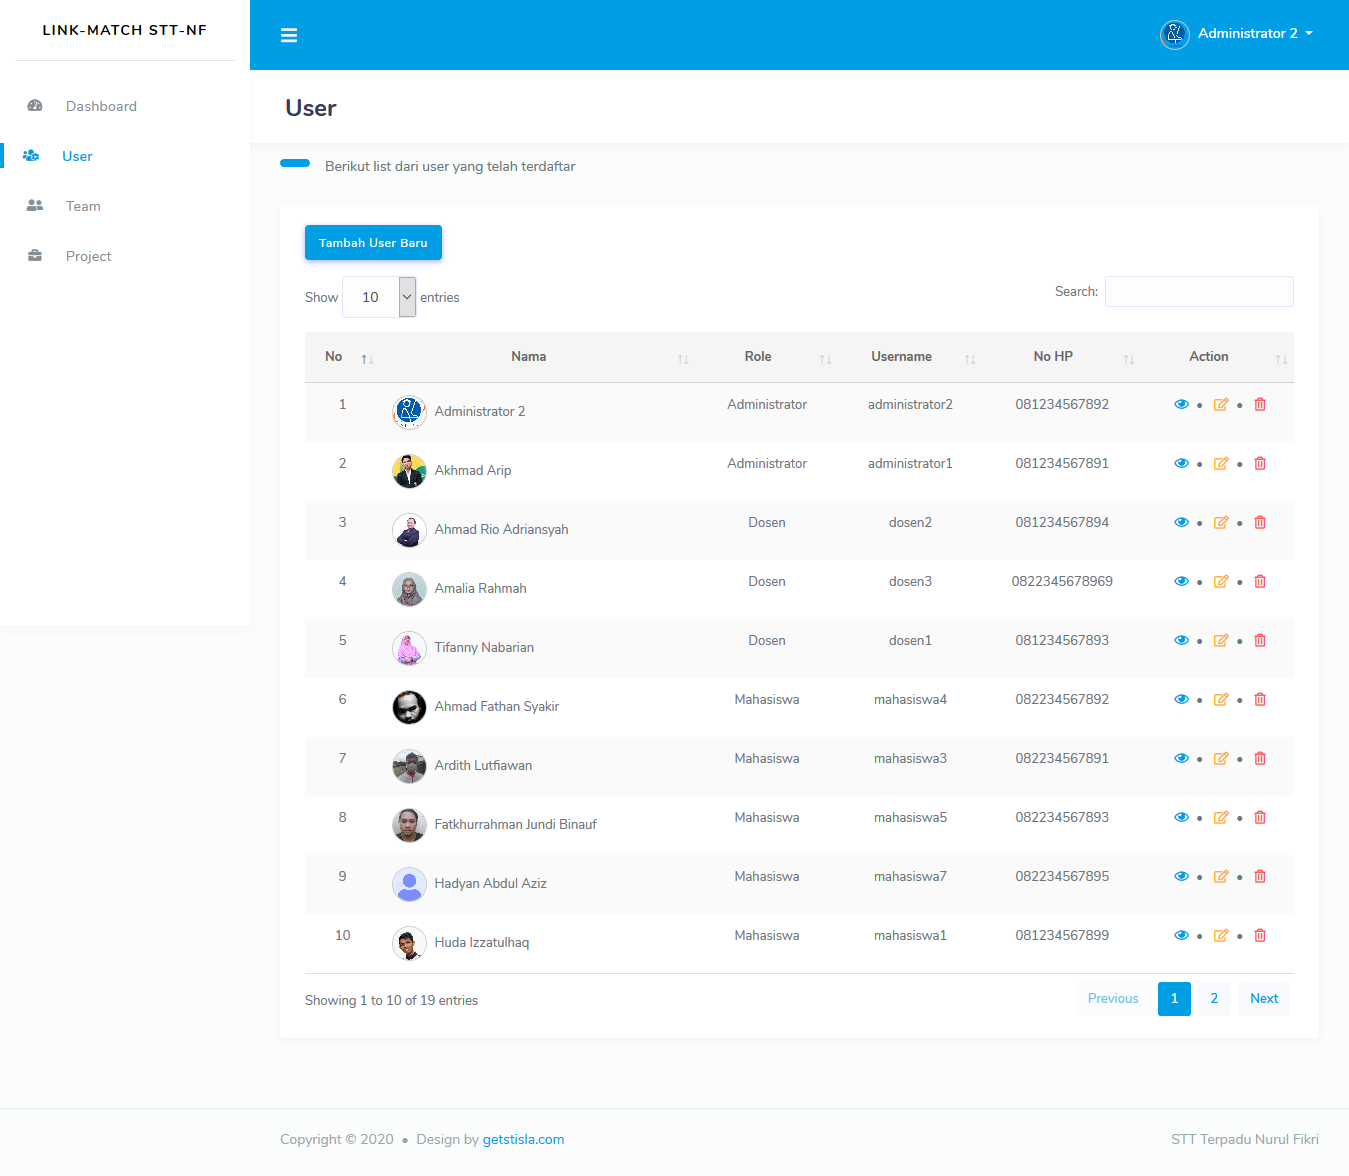 LINK-MATCH STT-NF
Administrator 2
Dashboard
User
Team
Project
User
Berikut list dari user yang telah terdaftar
Tambah User Baru
Show 10 entries
Search:
No Nama Role Username No HP Action
1 Administrator 2 Administrator administrator2 081234567892
2 Akhmad Arip Administrator administrator1 081234567891
3 Ahmad Rio Adriansyah Dosen dosen2 081234567894
4 Amalia Rahmah Dosen dosen3 0822345678969
5 Tifanny Nabarian Dosen dosen1 081234567893
6 Ahmad Fathan Syakir Mahasiswa mahasiswa4 082234567892
7 Ardith Lutfiawan Mahasiswa mahasiswa3 082234567891
8 Fatkhurrahman Jundi Binauf Mahasiswa mahasiswa5 082234567893
9 Hadyan Abdul Aziz Mahasiswa mahasiswa7 082234567895
10 Huda Izzatulhaq Mahasiswa mahasiswa1 081234567899
Showing 1 to 10 of 19 entries
Previous 1 2 Next
Copyright © 2020 • Design by getstisla.com
STT Terpadu Nurul Fikri